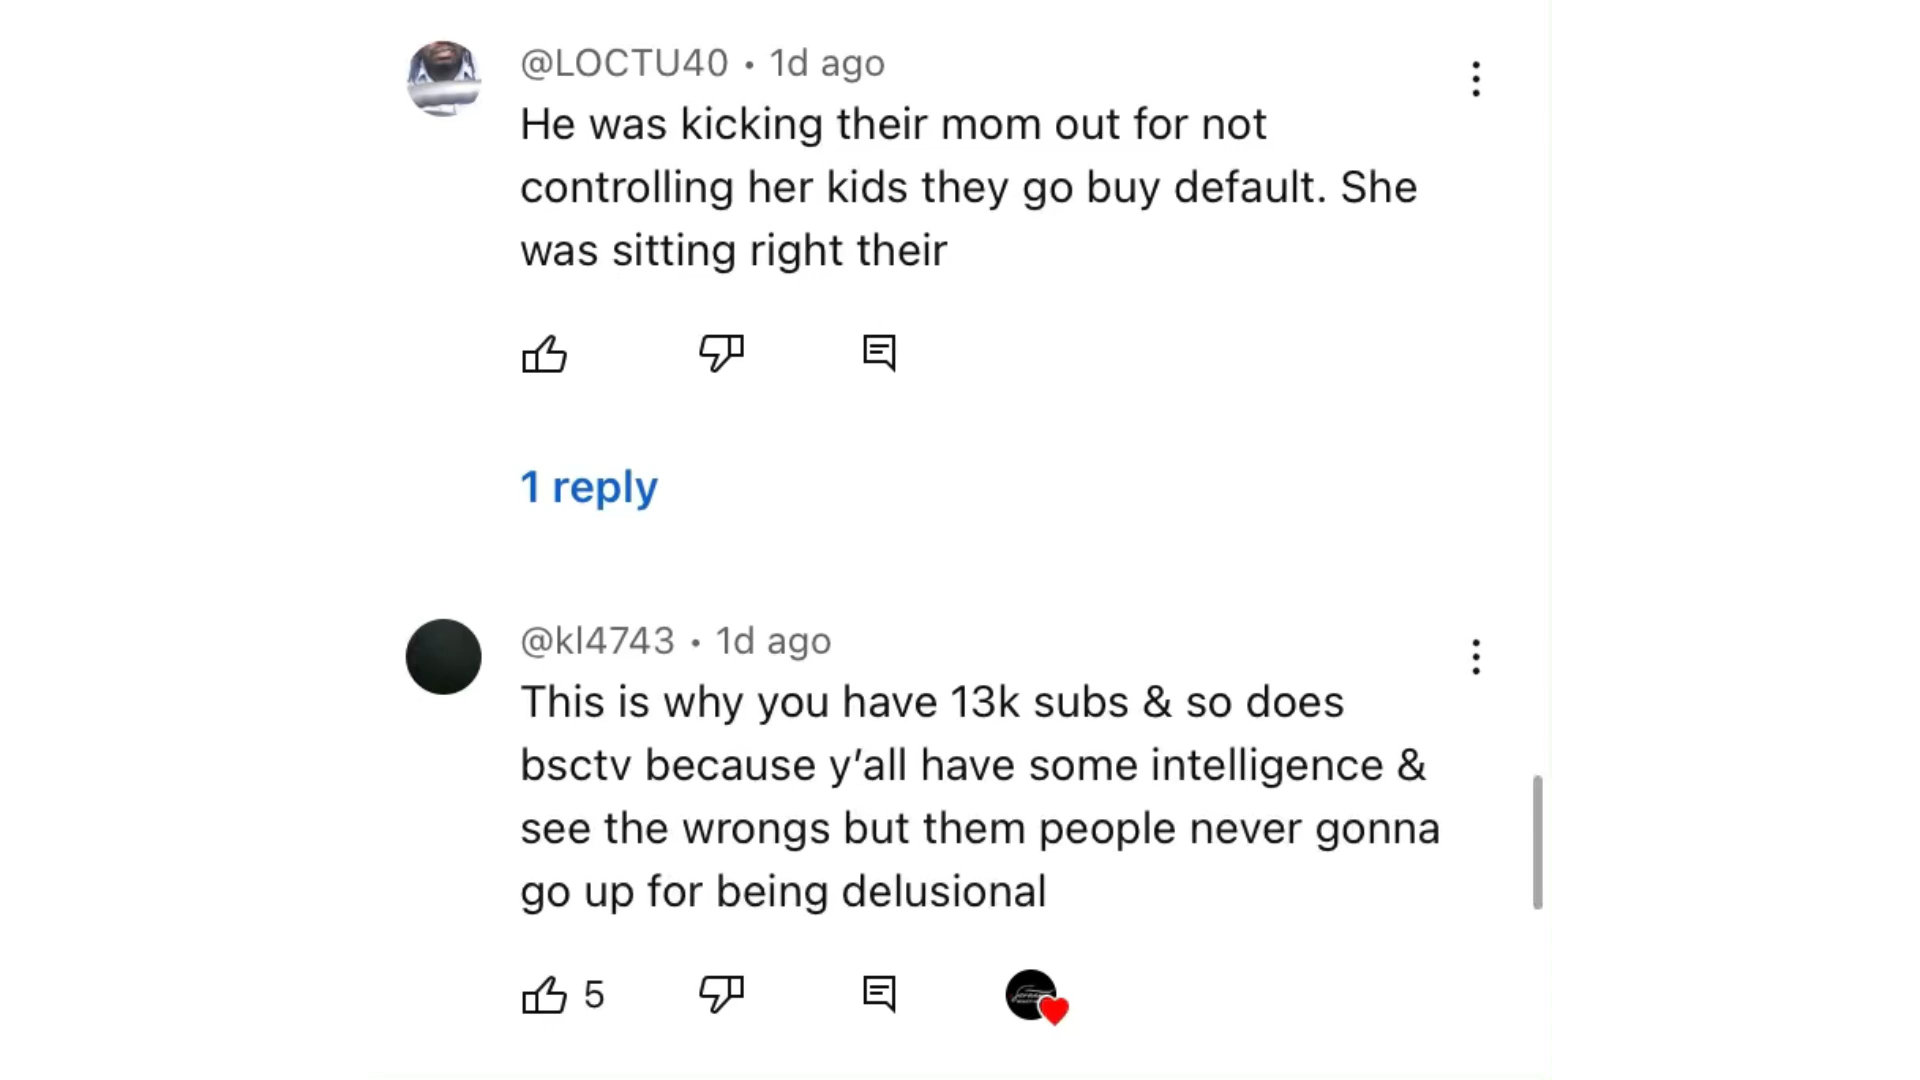 @LOCTU40 • 1d ago
He was kicking their mom out for not
controlling her kids they go buy default. She
was sitting right their
1 reply
@kl4743 • 1d ago
This is why you have 13k subs & so does
bsctv because y’all have some intelligence &
see the wrongs but them people never gonna
go up for being delusional
5